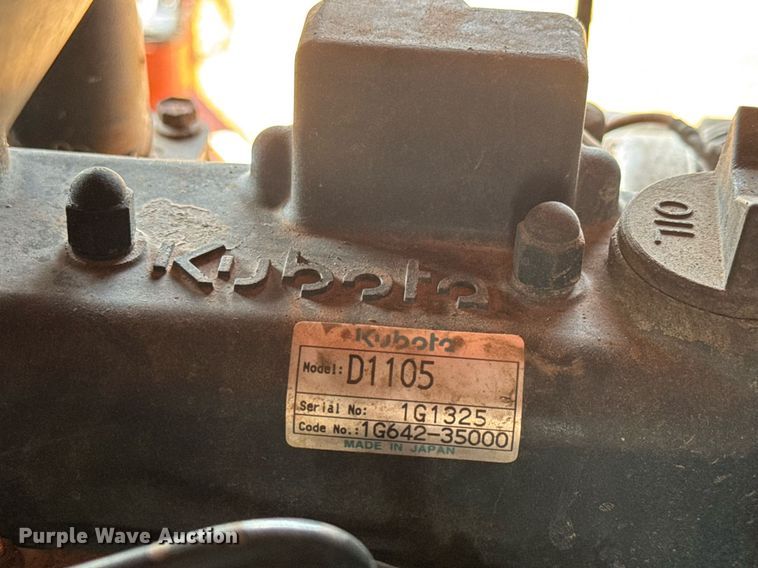 OIL
Kubota
Kubota
Model: D1105
Serial No: 1G1325
Code No.: 1G642-35000
MADE IN JAPAN
Purple Wave Auction